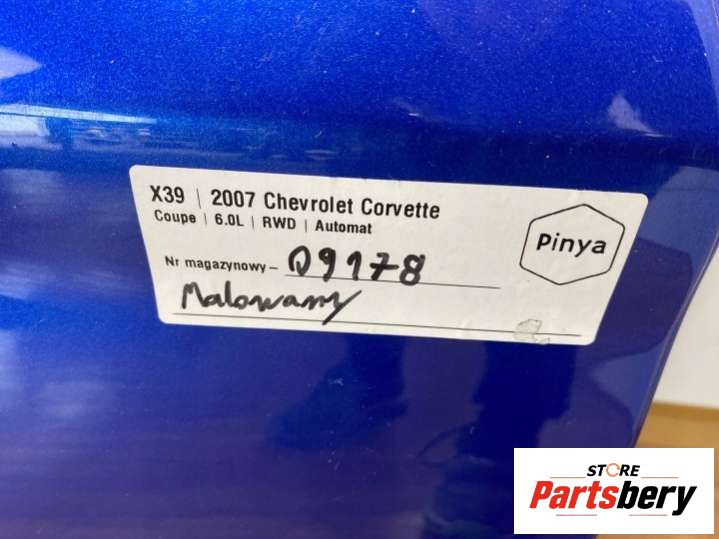 X39 | 2007 Chevrolet Corvette
Coupe | 6.0L | RWD | Automat
Pinya
Nr magazynowy - 09178
Malowany
STORE
Partsbery